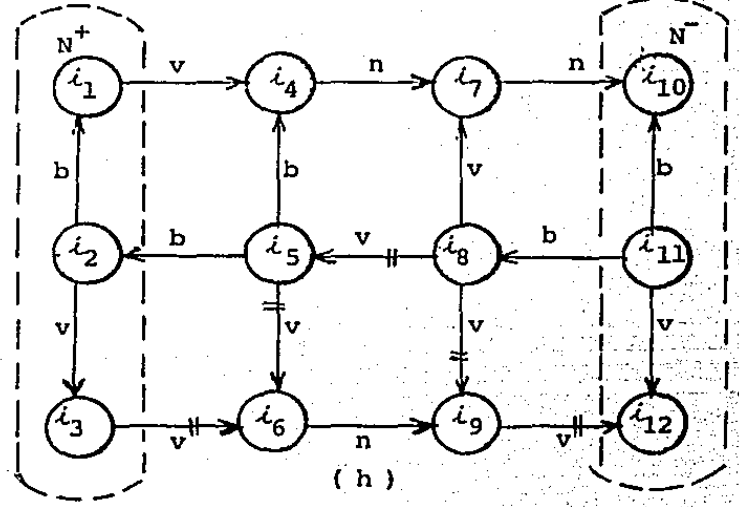 N+ N−
i1 v i4 n i7 n i10
b b v b
i2 b i5 v i8 b i11
v v v v
i3 v i6 n i9 v i12
( h )